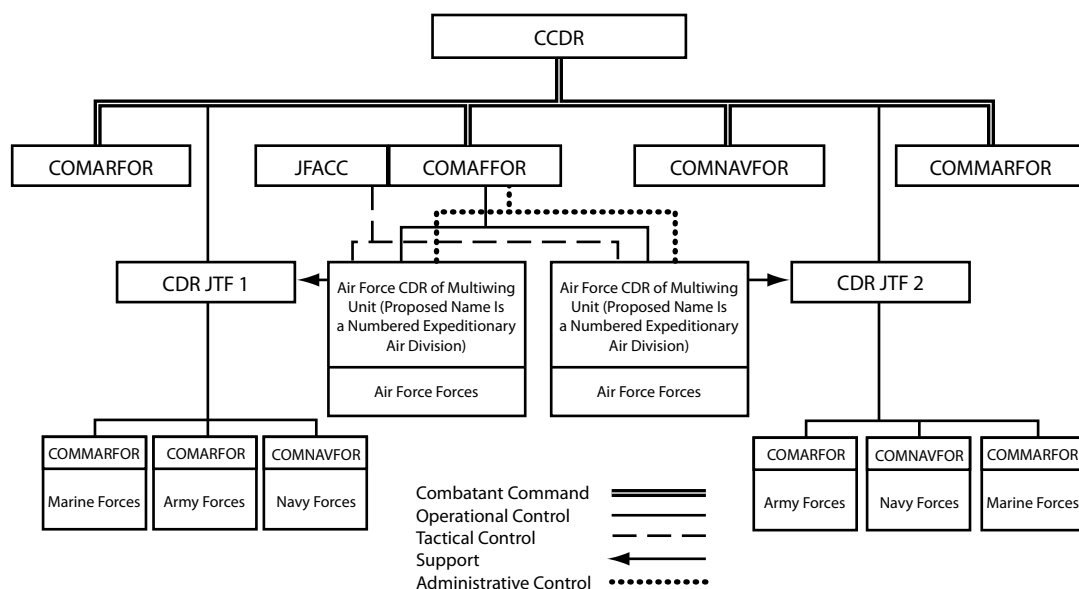 CCDR
COMARFOR
JFACC
COMAFFOR
COMNAVFOR
COMMARFOR
CDR JTF 1
Air Force CDR of Multiwing
Unit (Proposed Name Is
a Numbered Expeditionary
Air Division)
Air Force Forces
Air Force CDR of Multiwing
Unit (Proposed Name Is
a Numbered Expeditionary
Air Division)
Air Force Forces
CDR JTF 2
COMMARFOR
Marine Forces
COMARFOR
Army Forces
COMNAVFOR
Navy Forces
COMARFOR
Army Forces
COMNAVFOR
Navy Forces
COMMARFOR
Marine Forces
Combatant Command
Operational Control
Tactical Control
Support
Administrative Control